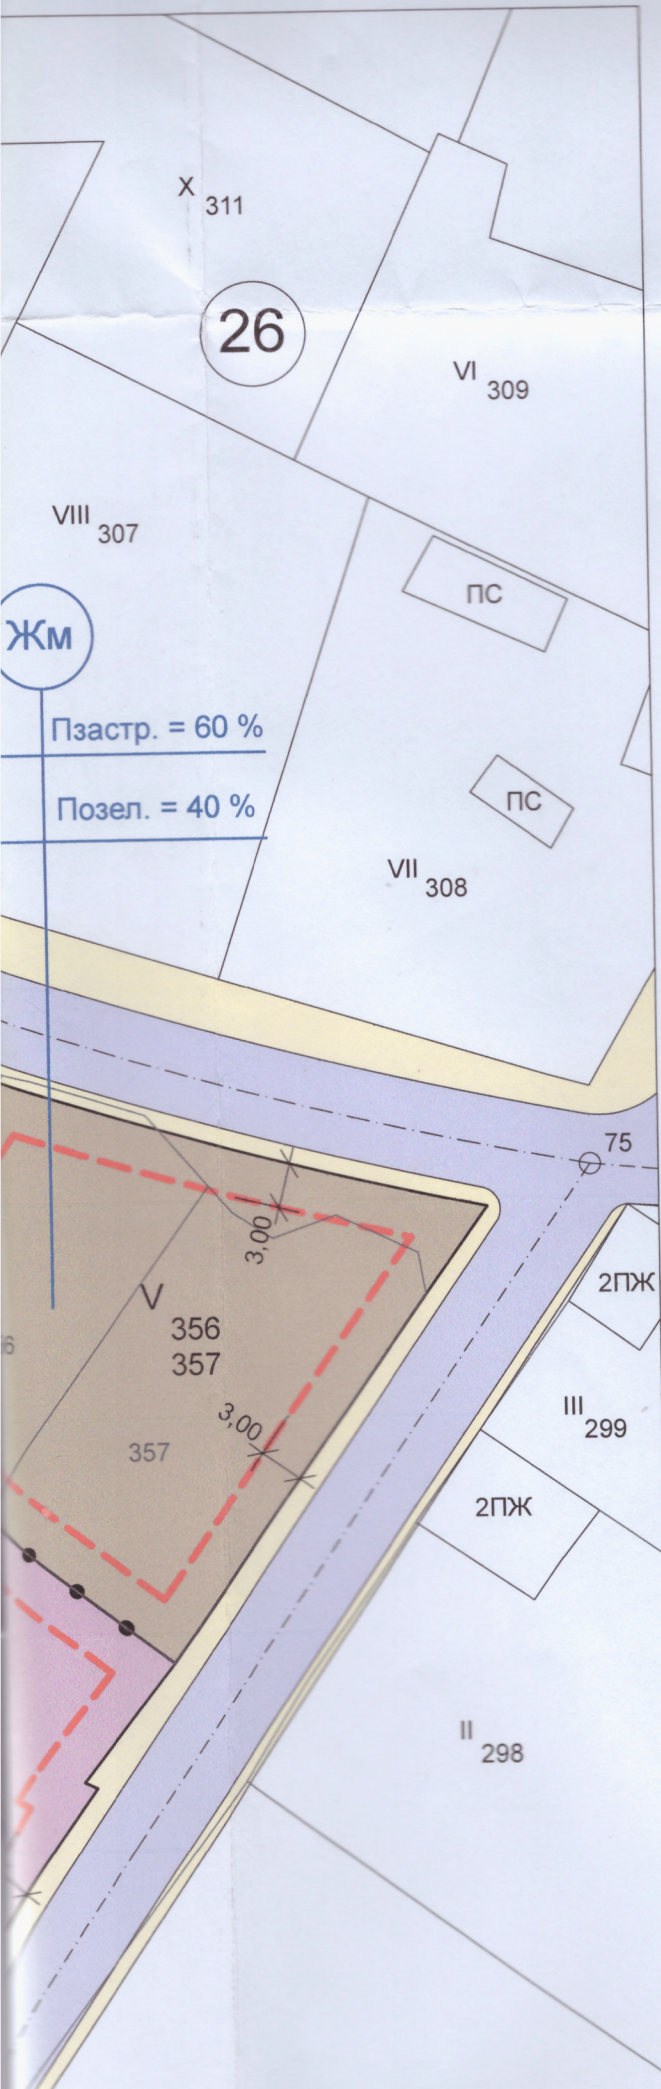 X 311
26
VI 309
VIII 307
ПС
Жм
Пзастр. = 60 %
ПС
Позел. = 40 %
VII 308
75
3,00
2ПЖ
V 356
357
3,00
III 299
357
2ПЖ
II 298